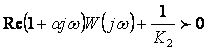 Re(1 + αjω)W(jω) + 1/K₂ ≻ 0